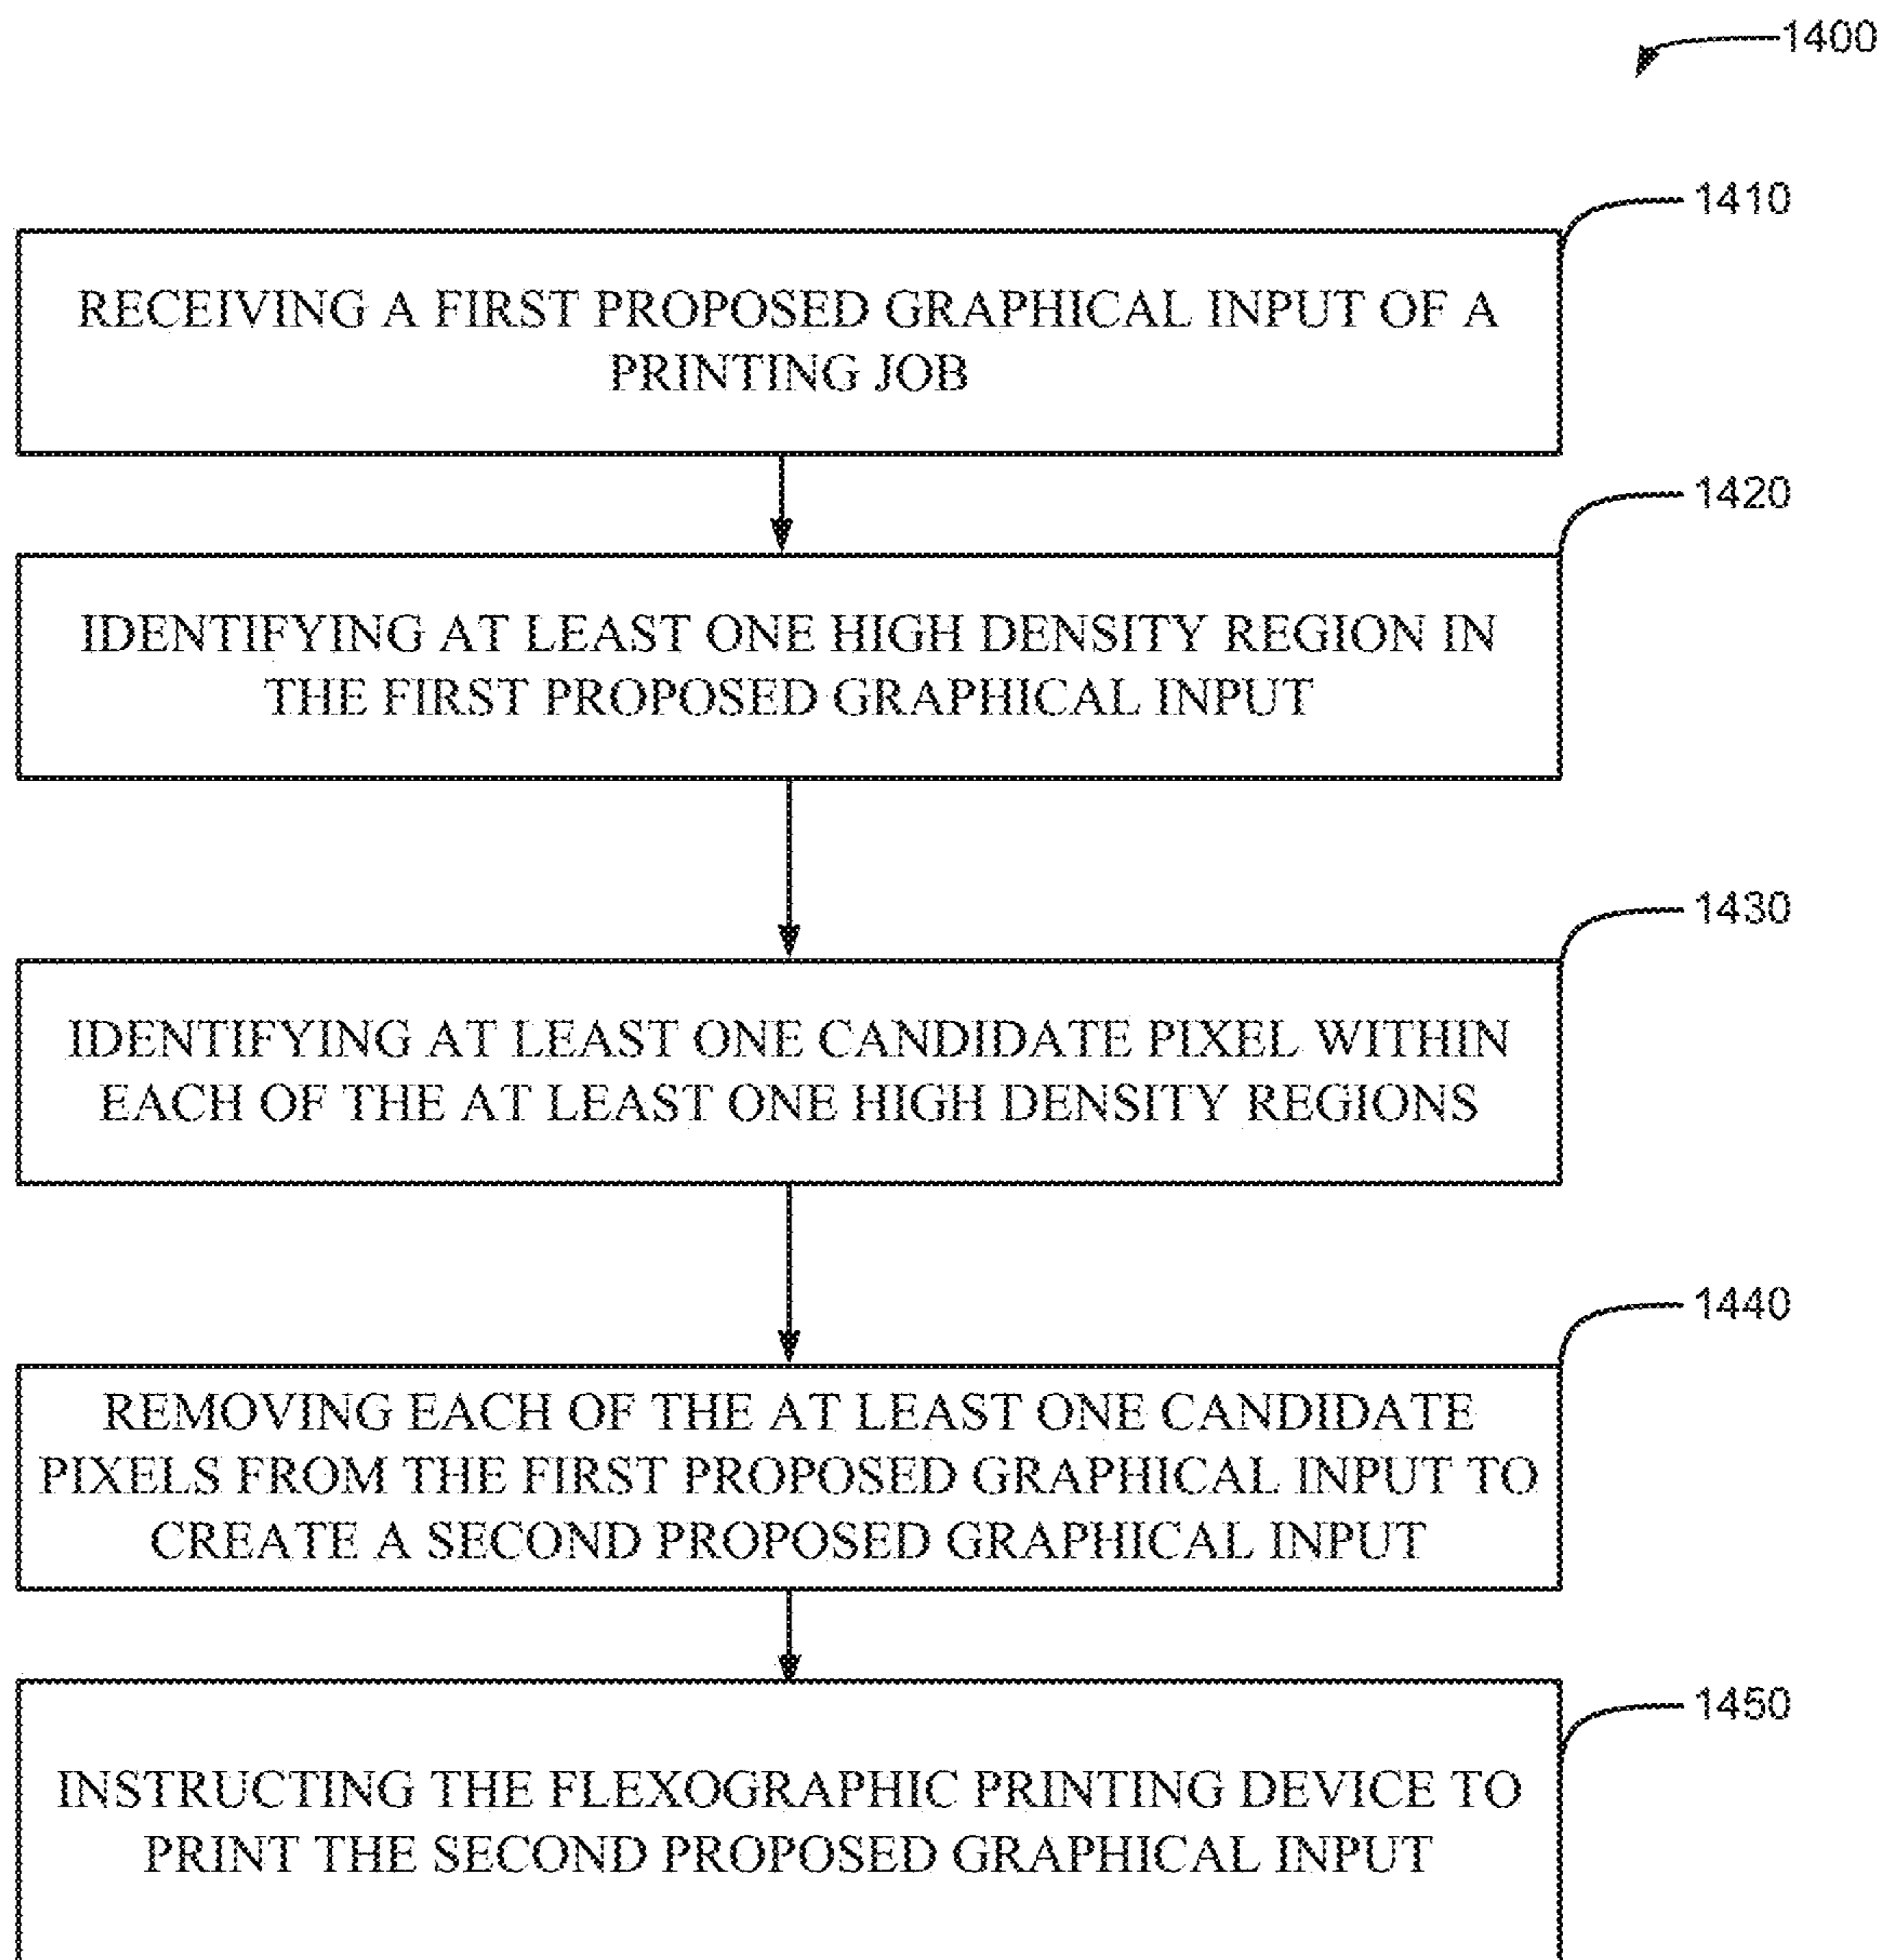 1400
1410
RECEIVING A FIRST PROPOSED GRAPHICAL INPUT OF A
PRINTING JOB
1420
IDENTIFYING AT LEAST ONE HIGH DENSITY REGION IN
THE FIRST PROPOSED GRAPHICAL INPUT
1430
IDENTIFYING AT LEAST ONE CANDIDATE PIXEL WITHIN
EACH OF THE AT LEAST ONE HIGH DENSITY REGIONS
1440
REMOVING EACH OF THE AT LEAST ONE CANDIDATE
PIXELS FROM THE FIRST PROPOSED GRAPHICAL INPUT TO
CREATE A SECOND PROPOSED GRAPHICAL INPUT
1450
INSTRUCTING THE FLEXOGRAPHIC PRINTING DEVICE TO
PRINT THE SECOND PROPOSED GRAPHICAL INPUT